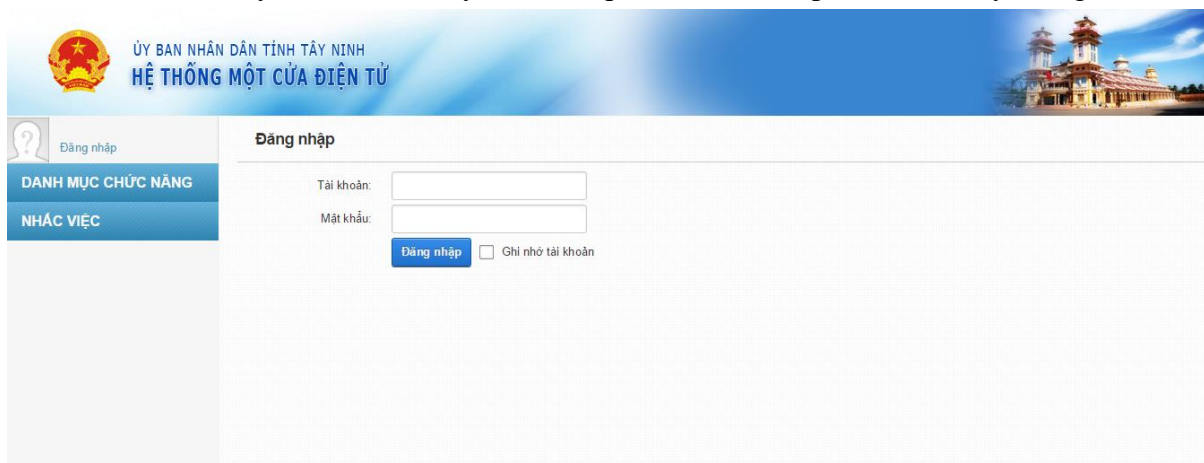 ỦY BAN NHÂN DÂN TỈNH TÂY NINH
HỆ THỐNG MỘT CỬA ĐIỆN TỬ
Đăng nhập
Đăng nhập
DANH MỤC CHỨC NĂNG
NHẮC VIỆC
Tài khoản:
Mật khẩu:
Đăng nhập Ghi nhớ tài khoản